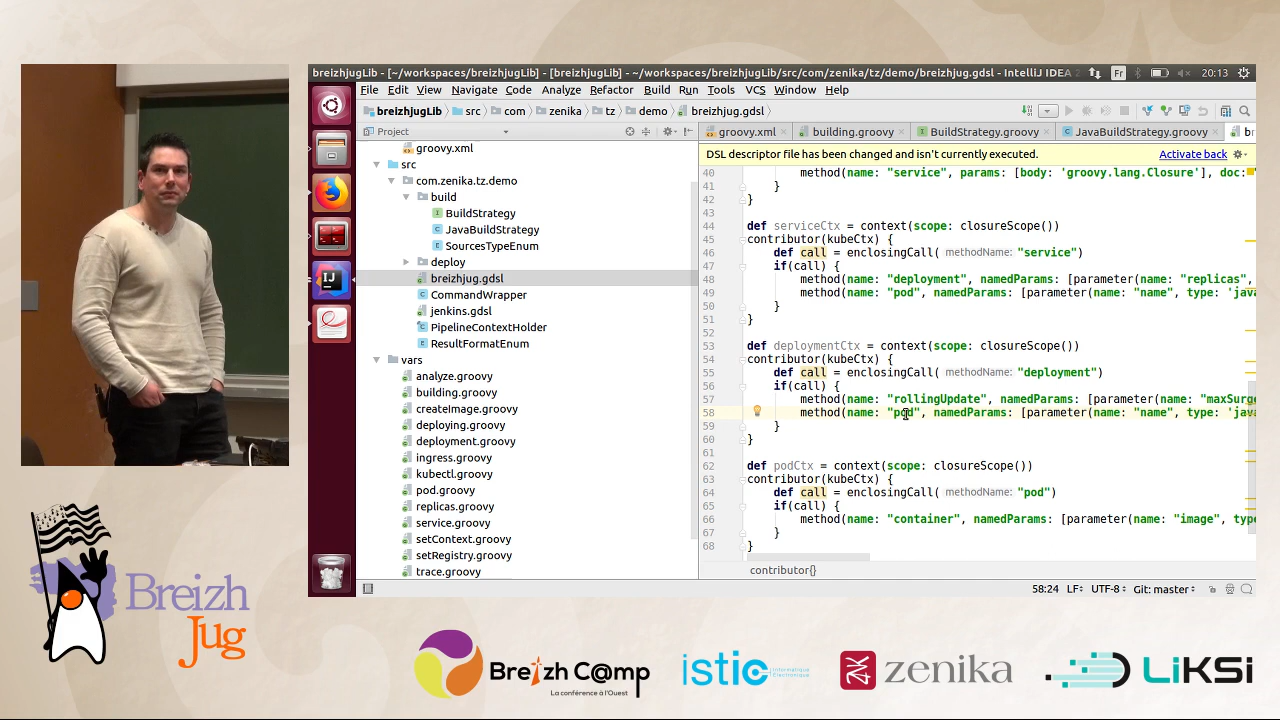 breizhjugLib - [~/workspaces/breizhjugLib] - [breizhjugLib] - ~/workspaces/breizhjugLib/src/com/zenika/tz/demo/breizhjug.gdsl - IntelliJ IDEA
Fr
20:13
File Edit View Navigate Code Analyze Refactor Build Run Tools VCS Window Help
breizhjugLib src com zenika tz demo breizhjug.gdsl
Project
groovy.xml building.groovy BuildStrategy.groovy JavaBuildStrategy.groovy br
groovy.xml
src
com.zenika.tz.demo
build
BuildStrategy
JavaBuildStrategy
SourcesTypeEnum
deploy
breizhjug.gdsl
CommandWrapper
jenkins.gdsl
PipelineContextHolder
ResultFormatEnum
vars
analyze.groovy
building.groovy
createImage.groovy
deploying.groovy
deployment.groovy
ingress.groovy
kubectl.groovy
pod.groovy
replicas.groovy
service.groovy
setContext.groovy
setRegistry.groovy
trace.groovy
DSL descriptor file has been changed and isn't currently executed. Activate back
40 method(name: "service", params: [body: 'groovy.lang.Closure'], doc: "
41 }
42 }
43
44 def serviceCtx = context(scope: closureScope())
45 contributor(kubeCtx) {
46 def call = enclosingCall( methodName: "service")
47 if(call) {
48 method(name: "deployment", namedParams: [parameter(name: "replicas",
49 method(name: "pod", namedParams: [parameter(name: "name", type: 'java
50 }
51 }
52
53 def deploymentCtx = context(scope: closureScope())
54 contributor(kubeCtx) {
55 def call = enclosingCall( methodName: "deployment")
56 if(call) {
57 method(name: "rollingUpdate", namedParams: [parameter(name: "maxSurge
58 method(name: "pod", namedParams: [parameter(name: "name", type: 'java
59 }
60 }
61
62 def podCtx = context(scope: closureScope())
63 contributor(kubeCtx) {
64 def call = enclosingCall( methodName: "pod")
65 if(call) {
66 method(name: "container", namedParams: [parameter(name: "image", type
67 }
68 }
contributor{}
58:24 LF UTF-8 Git: master
Breizh
Jug
Breizh C@mp
La conférence à l'Ouest
istic informatique
électronique
zenika
LiKSi